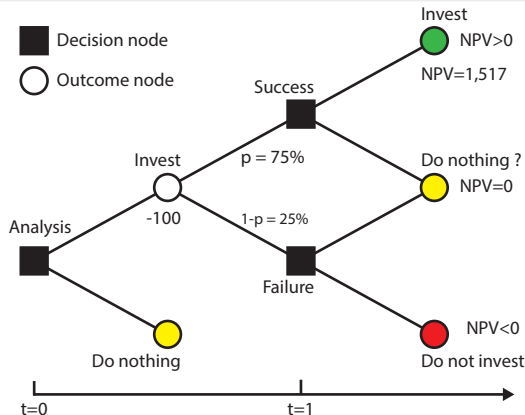 Decision node
Outcome node
Invest
NPV>0
NPV=1,517
Success
Invest
p = 75%
Do nothing ?
NPV=0
-100
1-p = 25%
Analysis
Failure
NPV<0
Do nothing
Do not invest
t=0
t=1